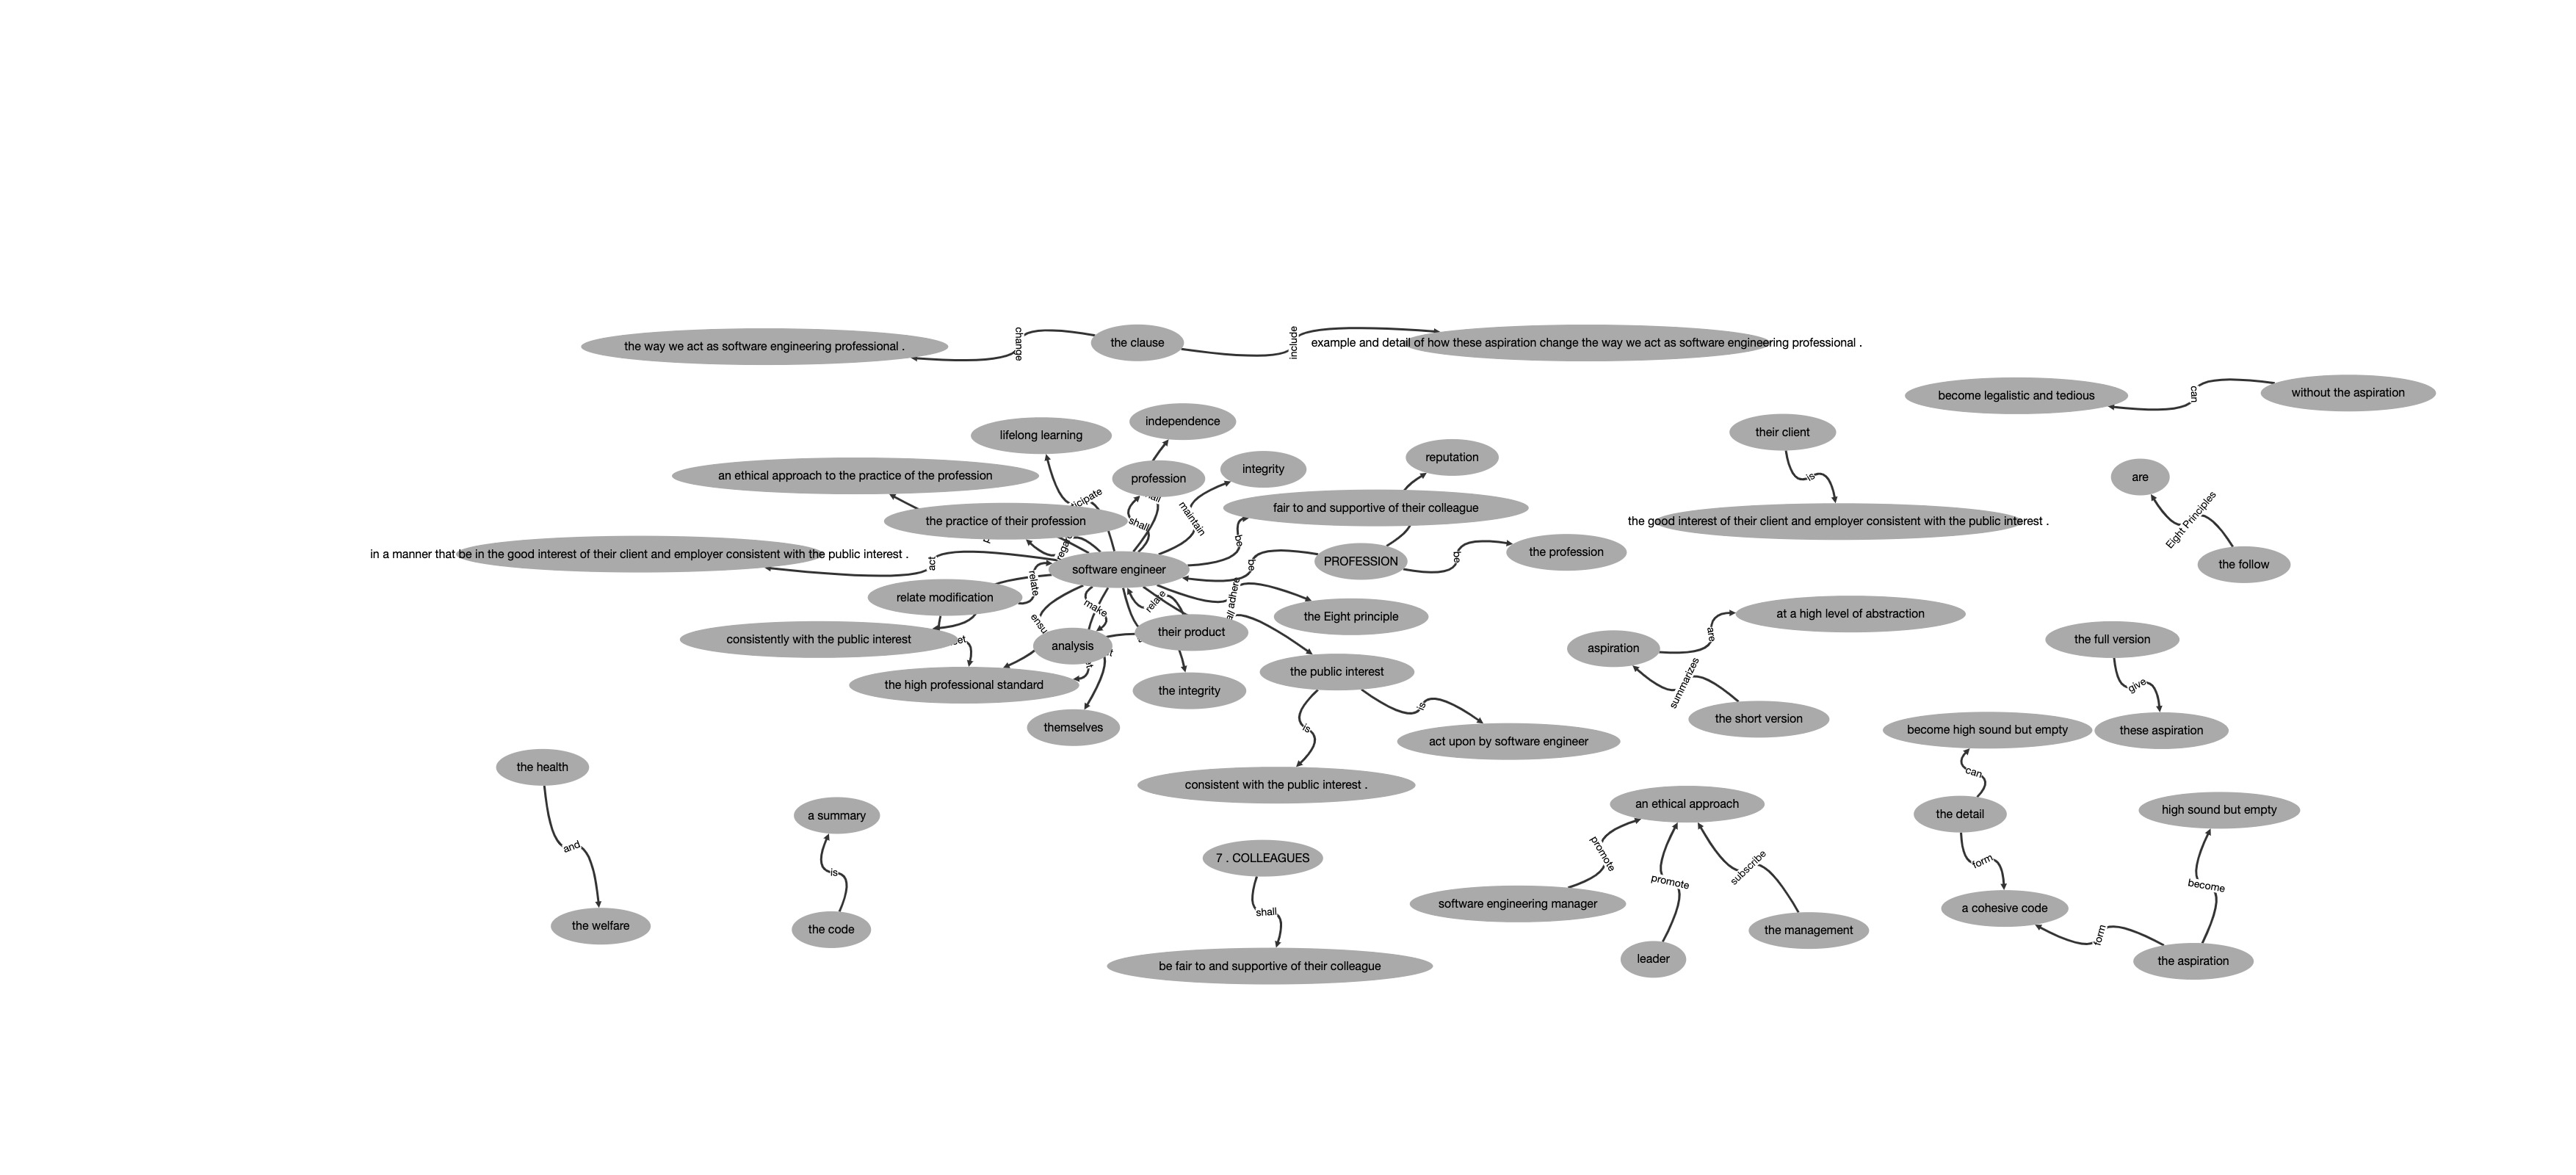 the way we act as software engineering professional .
change
the clause
include
example and detail of how these aspiration change the way we act as software engineering professional .
become legalistic and tedious
can
without the aspiration
independence
lifelong learning
their client
reputation
integrity
an ethical approach to the practice of the profession
profession
are
is
maintain
fair to and supportive of their colleague
the practice of their profession
shall
the good interest of their client and employer consistent with the public interest .
Eight Principles
be
in a manner that be in the good interest of their client and employer consistent with the public interest .
act
software engineer
be
PROFESSION
be
the profession
the follow
relate
relate modification
make
relate
the Eight principle
at a high level of abstraction
consistently with the public interest
their product
analysis
are
aspiration
the full version
the public interest
the high professional standard
the integrity
summarizes
give
is
the short version
themselves
is
act upon by software engineer
become high sound but empty
these aspiration
the health
can
consistent with the public interest .
an ethical approach
high sound but empty
a summary
the detail
and
promote
7 . COLLEAGUES
form
is
promote
subscribe
become
software engineering manager
a cohesive code
shall
the welfare
the code
the management
form
leader
be fair to and supportive of their colleague
the aspiration